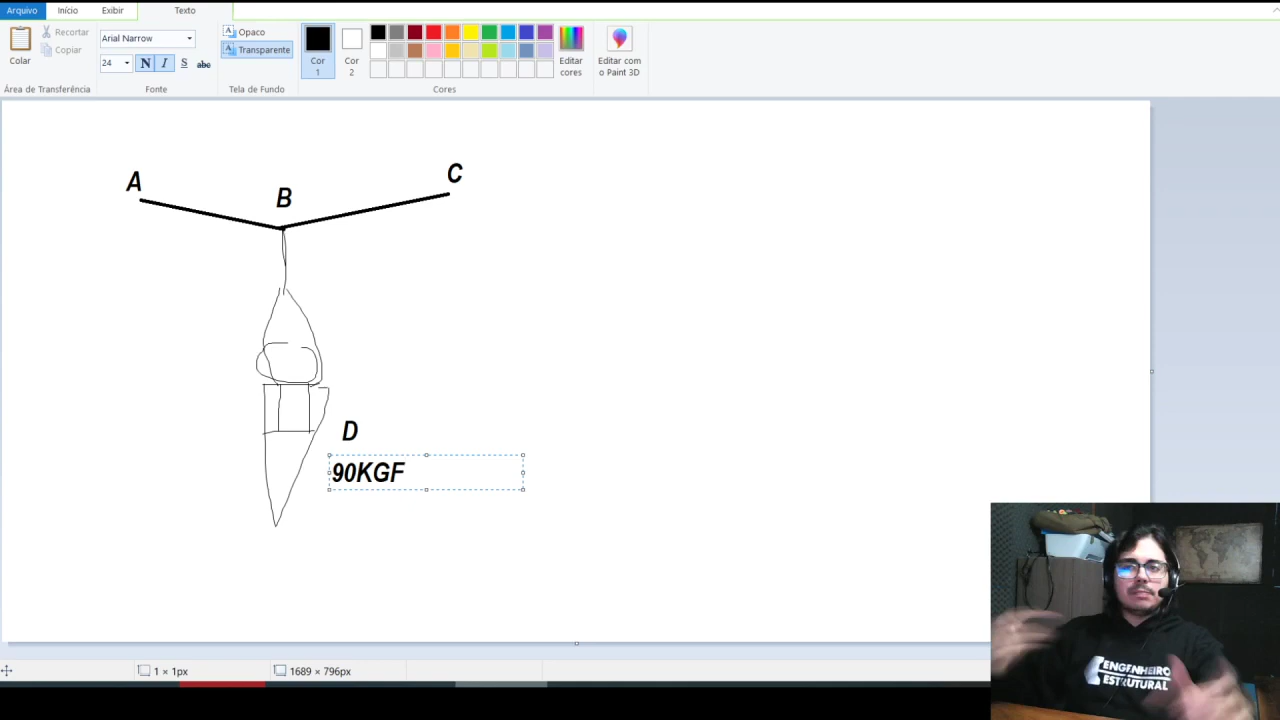 Arquivo Início Exibir Texto
Colar
Recortar
Copiar
Área de Transferência
Arial Narrow
24 N I S abc
Fonte
Opaco
Transparente
Tela de Fundo
Cor 1
Cor 2
Editar cores
Cores
Editar com o Paint 3D
A
B
C
D
90KGF
ENGENHEIRO
ESTRUTURAL
1 × 1px 1689 × 796px